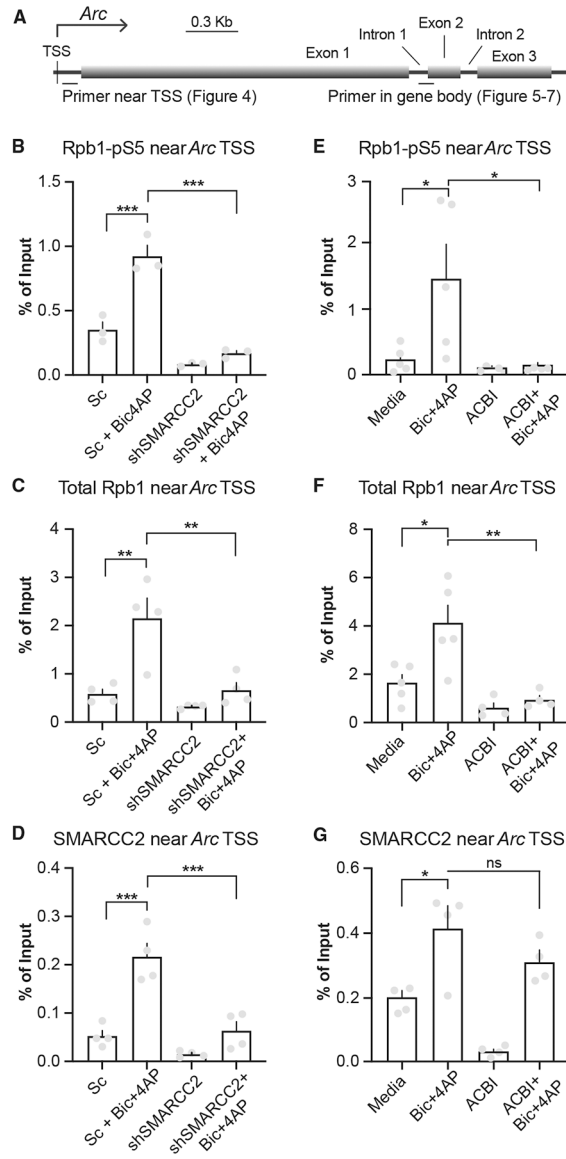 A
Arc
0.3 Kb
TSS
Exon 1
Intron 1
Exon 2
Intron 2
Exon 3
Primer near TSS (Figure 4)
Primer in gene body (Figure 5-7)
B
Rpb1-pS5 near Arc TSS
% of Input
1.5
1.0
0.5
0.0
***
***
Sc
Sc + Bic4AP
shSMARCC2
shSMARCC2
+ Bic4AP
C
Total Rpb1 near Arc TSS
% of Input
4
3
2
1
0
**
**
Sc
Sc + Bic+4AP
shSMARCC2
shSMARCC2+
Bic+4AP
D
SMARCC2 near Arc TSS
% of Input
0.4
0.3
0.2
0.1
0.0
***
***
Sc
Sc + Bic+4AP
shSMARCC2
shSMARCC2+
Bic+4AP
E
Rpb1-pS5 near Arc TSS
% of Input
3
2
1
0
*
*
Media
Bic+4AP
ACBI
ACBI+
Bic+4AP
F
Total Rpb1 near Arc TSS
% of Input
8
6
4
2
0
*
**
Media
Bic+4AP
ACBI
ACBI+
Bic+4AP
G
SMARCC2 near Arc TSS
% of Input
0.6
0.4
0.2
0.0
*
ns
Media
Bic+4AP
ACBI
ACBI+
Bic+4AP